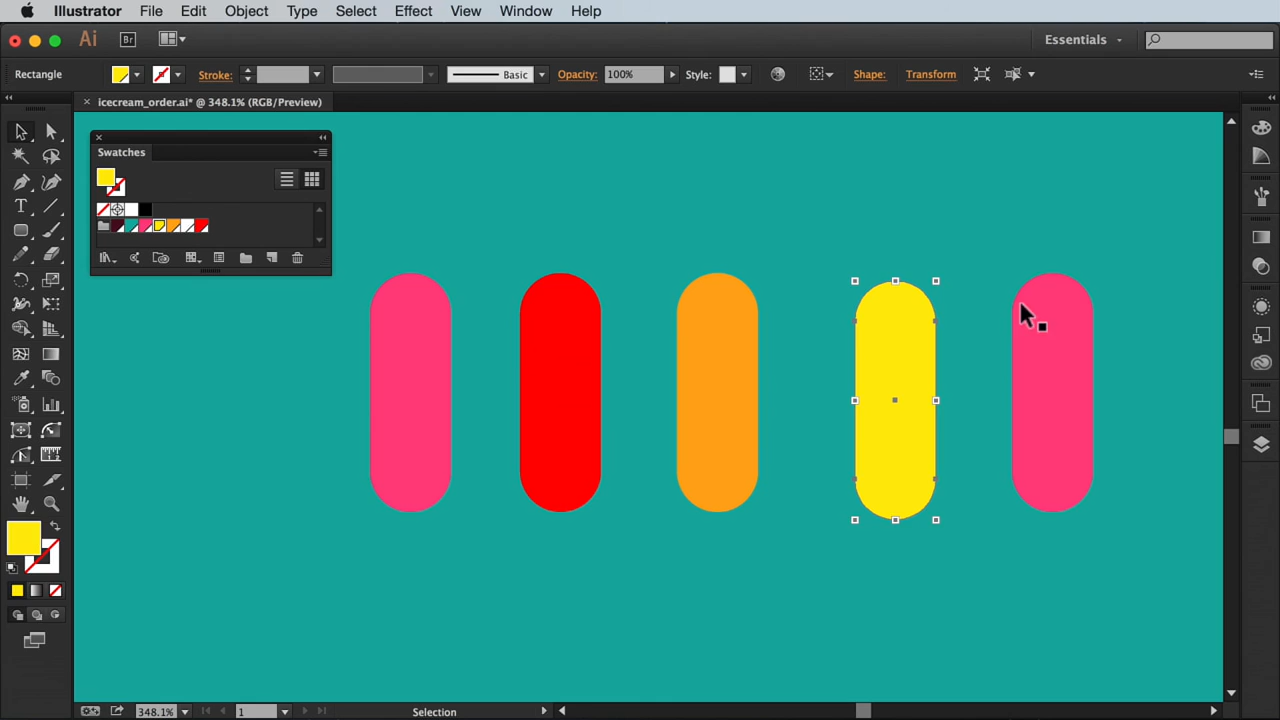 Illustrator File Edit Object Type Select Effect View Window Help
Ai Br Essentials
Rectangle Stroke: Basic Opacity: 100% Style: Shape: Transform
× icecream_order.ai* @ 348.1% (RGB/Preview)
Swatches
348.1% 1 Selection